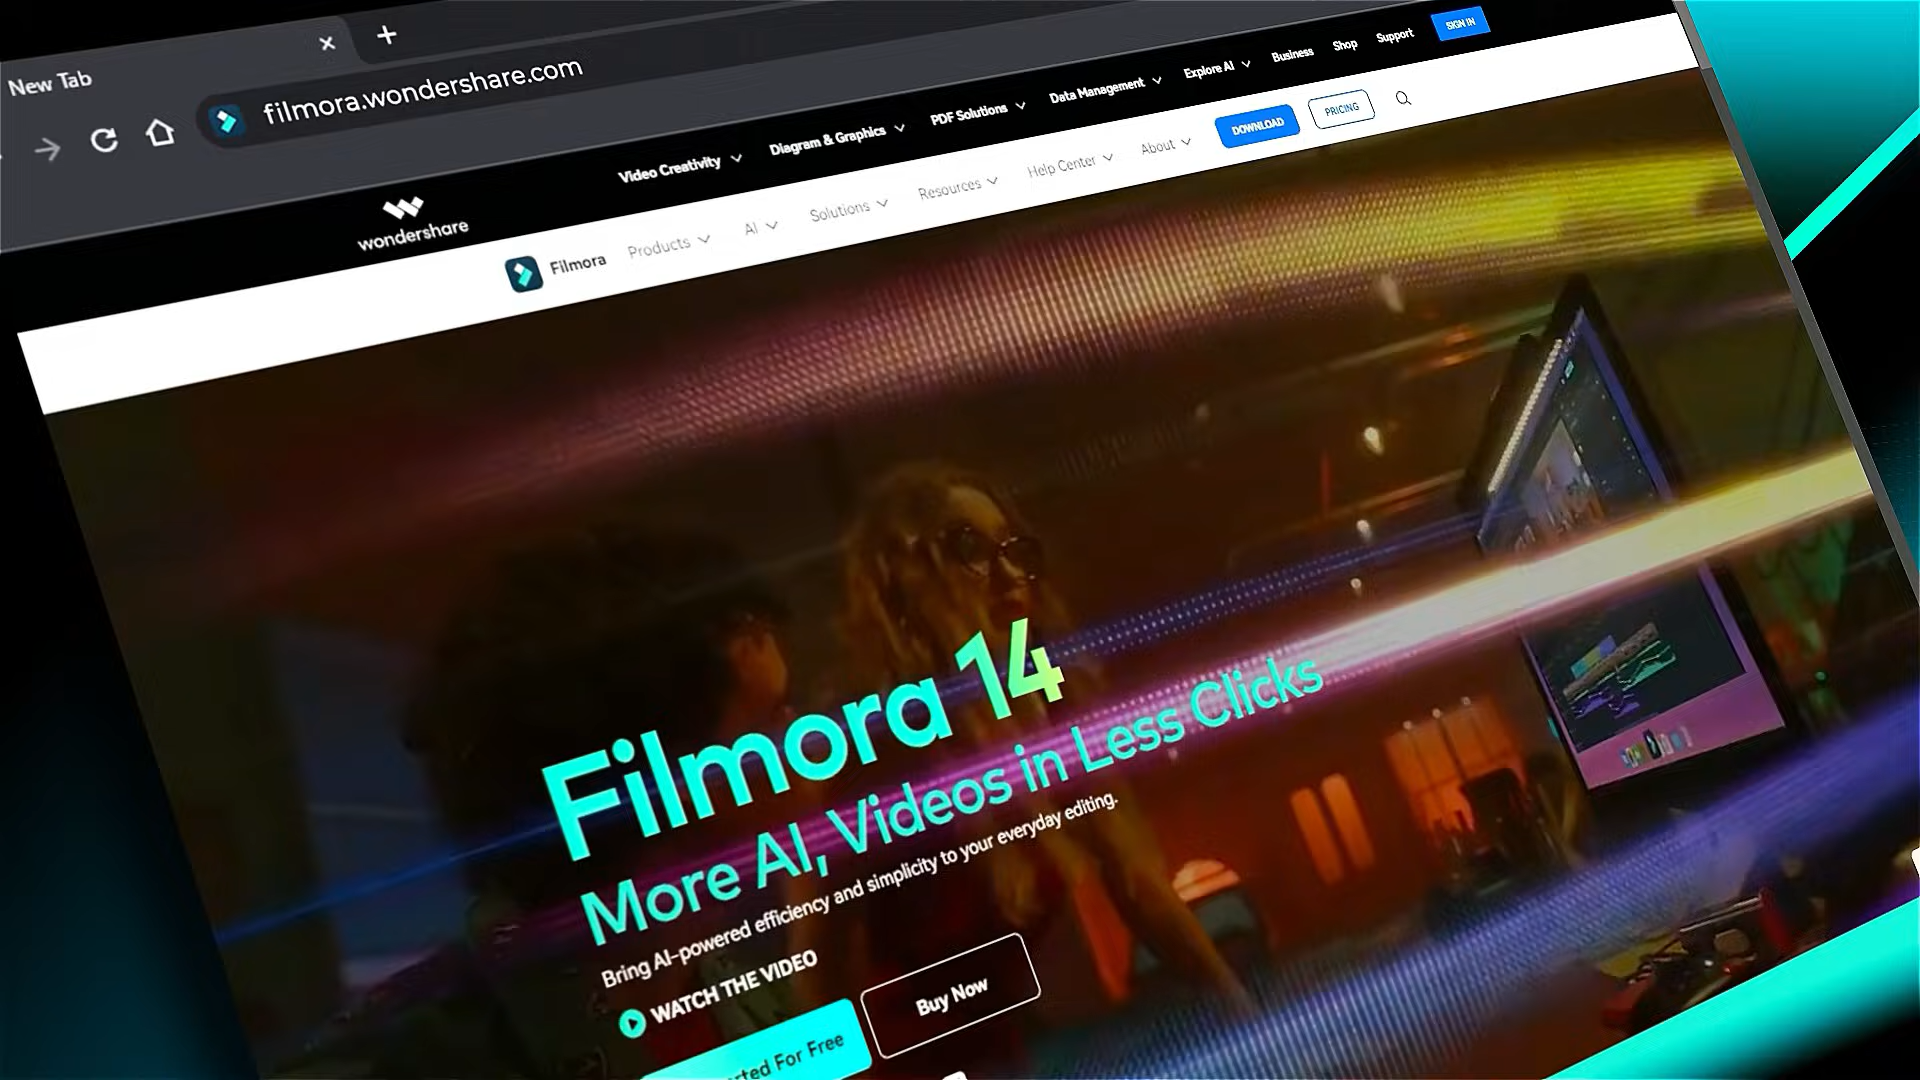 New Tab
filmora.wondershare.com
wondershare
Video Creativity
Diagram & Graphics
PDF Solutions
Data Management
Explore AI
Business
Shop
Support
SIGN IN
Filmora
Products
AI
Solutions
Resources
Help Center
About
DOWNLOAD
PRICING
Filmora 14
More AI, Videos in Less Clicks
Bring AI-powered efficiency and simplicity to your everyday editing.
WATCH THE VIDEO
For Free
Buy Now